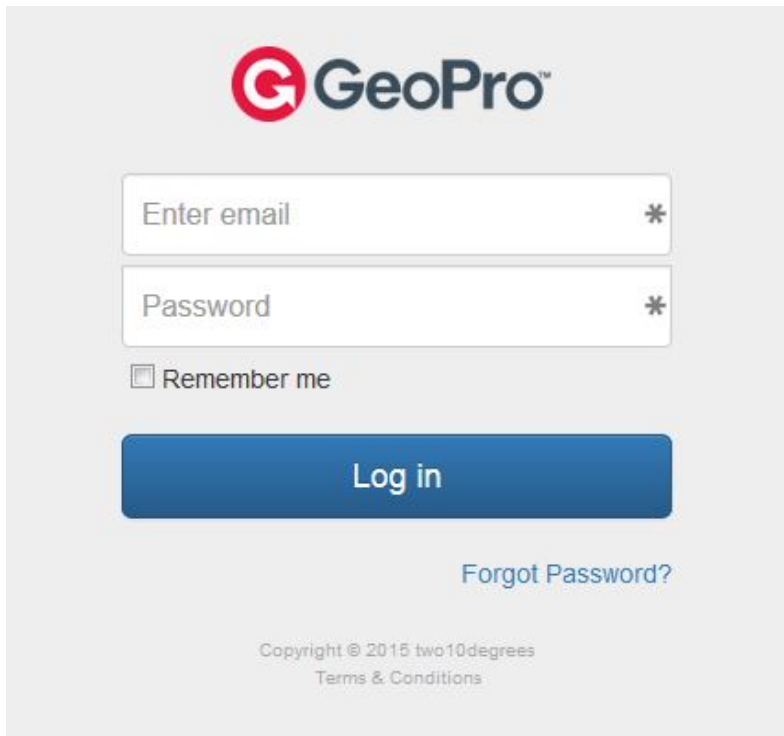 GeoPro™
Enter email *
Password *
Remember me
Log in
Forgot Password?
Copyright © 2015 two10degrees
Terms & Conditions